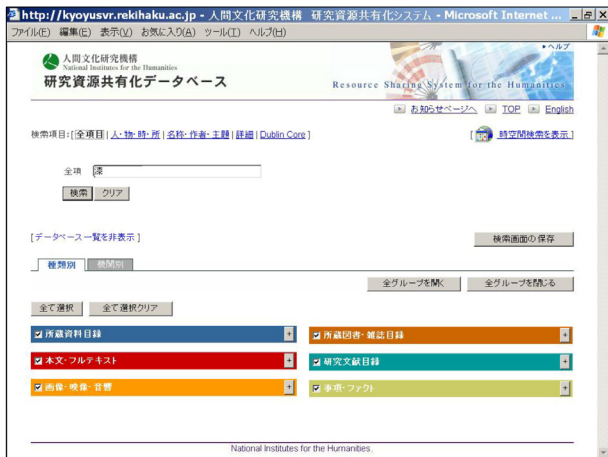 http://kyoyusvr.rekihaku.ac.jp - 人間文化研究機構 研究資源共有化システム - Microsoft Internet ...
ファイル(F) 編集(E) 表示(V) お気に入り(A) ツール(T) ヘルプ(H)
ヘルプ
人間文化研究機構
National Institutes for the Humanities
研究資源共有化データベース
Resource Sharing System for the Humanities
お知らせページへ TOP English
検索項目:[全項目 | 人・物・時・所 | 名称・作者・主題 | 詳細 | Dublin Core ]
[ 時空間検索を表示 ]
全項 漆
検索 クリア
[データベース一覧を非表示 ]
検索画面の保存
種類別 機関別
全グループを開く 全グループを閉じる
全て選択 全て選択クリア
所蔵資料目録 + 所蔵図書・雑誌目録 +
本文・フルテキスト + 研究文献目録 +
画像・映像・音響 + 事項・ファクト +
National Institutes for the Humanities.